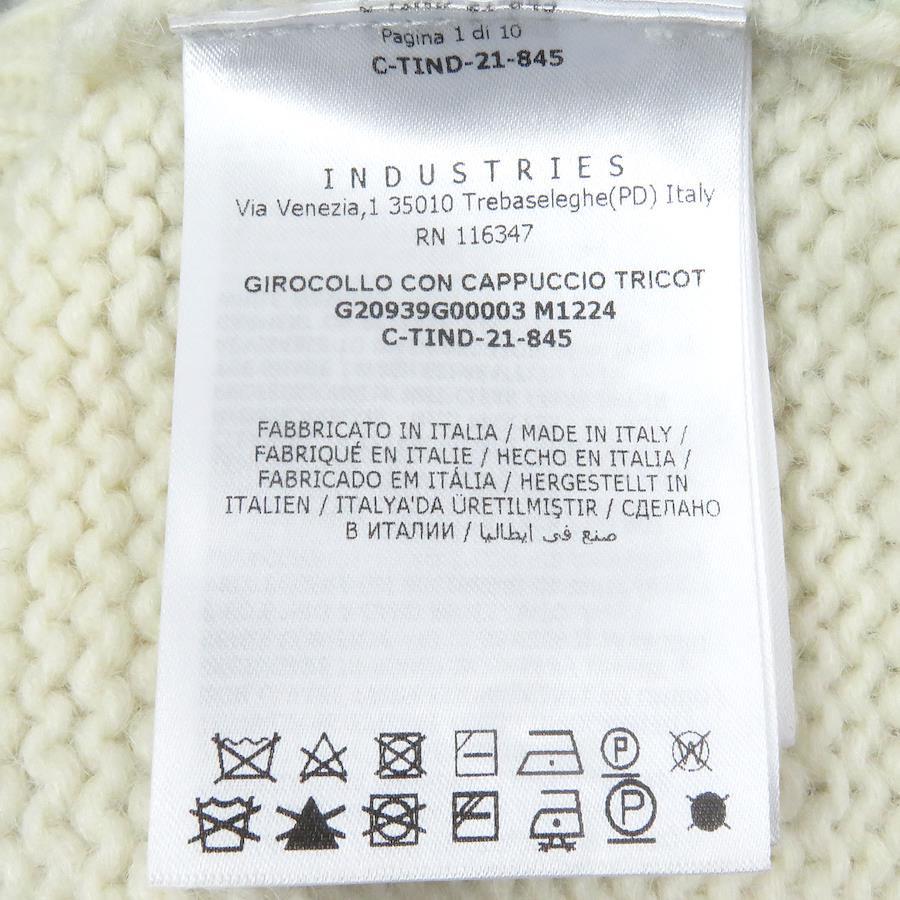 Pagina 1 di 10
C-TIND-21-845
INDUSTRIES
Via Venezia,1 35010 Trebaseleghe(PD) Italy
RN 116347
GIROCOLLO CON CAPPUCCIO TRICOT
G20939G00003 M1224
C-TIND-21-845
FABBRICATO IN ITALIA / MADE IN ITALY /
FABRIQUÉ EN ITALIE / HECHO EN ITALIA /
FABRICADO EM ITÁLIA / HERGESTELLT IN
ITALIEN / ITALYA'DA ÜRETILMIŞTIR / СДЕЛАНО
В ИТАЛИИ / صنع في ايطاليا
P W
P